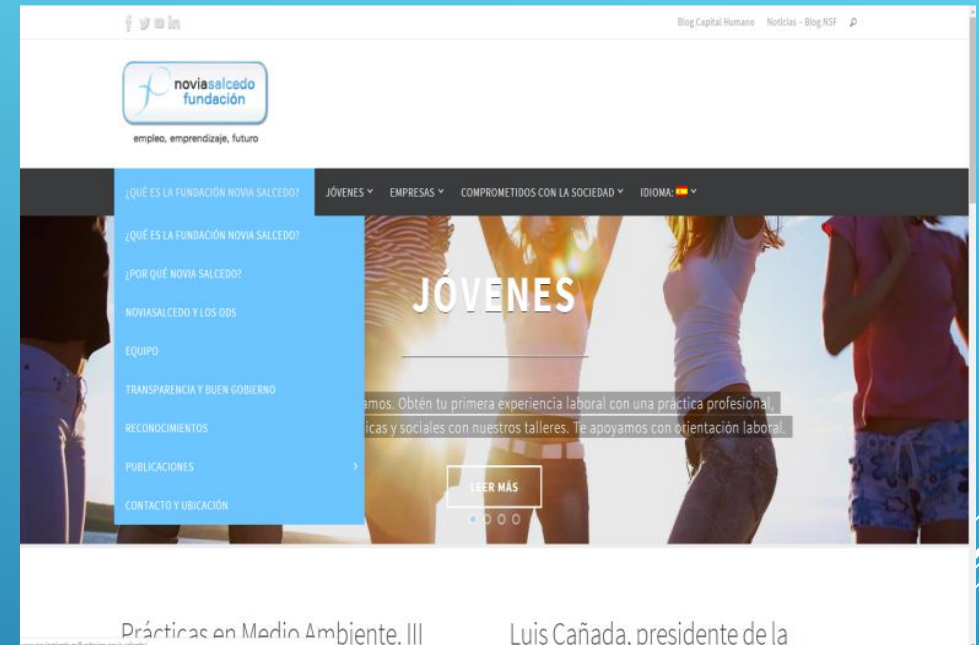 Blog Capital Humano Noticias - Blog NSF
noviasalcedo
fundación
empleo, emprendizaje, futuro
¿QUÉ ES LA FUNDACIÓN NOVIA SALCEDO? JÓVENES EMPRESAS COMPROMETIDOS CON LA SOCIEDAD IDIOMA:
¿QUÉ ES LA FUNDACIÓN NOVIA SALCEDO?
¿POR QUÉ NOVIA SALCEDO?
NOVIASALCEDO Y LOS ODS
EQUIPO
TRANSPARENCIA Y BUEN GOBIERNO
RECONOCIMIENTOS
PUBLICACIONES
CONTACTO Y UBICACIÓN
JÓVENES
amos. Obtén tu primera experiencia laboral con una práctica profesional,
icas y sociales con nuestros talleres. Te apoyamos con orientación laboral.
LEER MÁS
Prácticas en Medio Ambiente. III
Luis Cañada, presidente de la